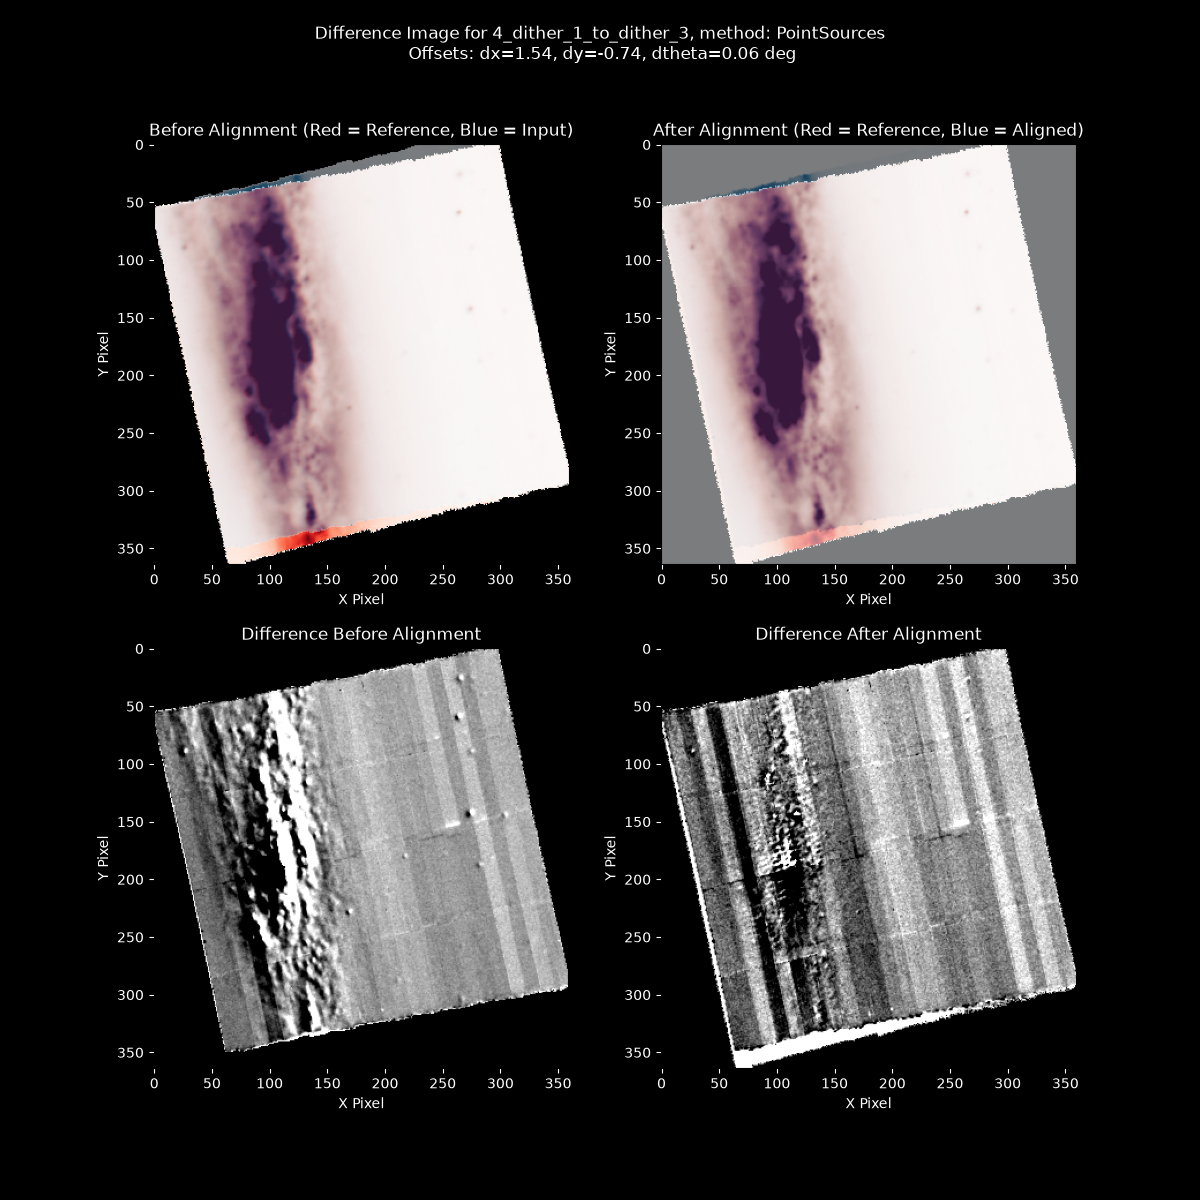 Difference Image for 4_dither_1_to_dither_3, method: PointSources
Offsets: dx=1.54, dy=-0.74, dtheta=0.06 deg
Before Alignment (Red = Reference, Blue = Input)
0
50
100
150
200
250
300
350
Y Pixel
0 50 100 150 200 250 300 350
X Pixel
After Alignment (Red = Reference, Blue = Aligned)
0
50
100
150
200
250
300
350
Y Pixel
0 50 100 150 200 250 300 350
X Pixel
Difference Before Alignment
0
50
100
150
200
250
300
350
Y Pixel
0 50 100 150 200 250 300 350
X Pixel
Difference After Alignment
0
50
100
150
200
250
300
350
Y Pixel
0 50 100 150 200 250 300 350
X Pixel